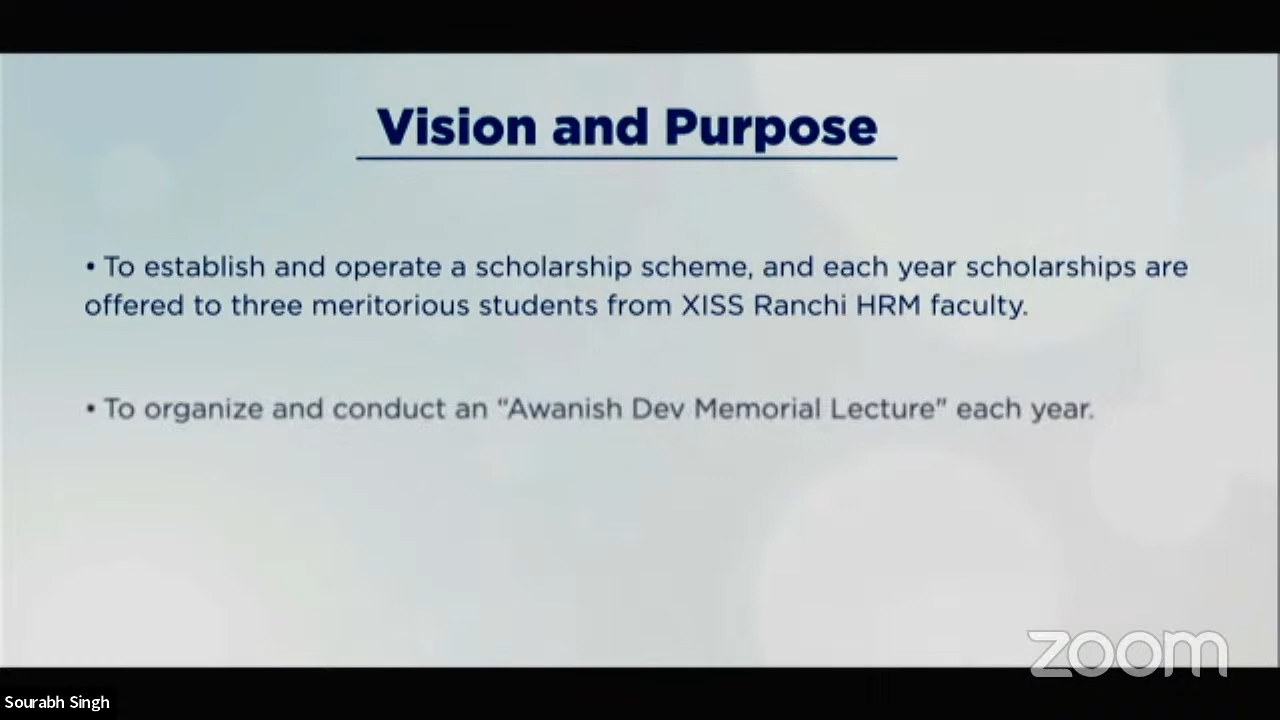 Vision and Purpose
• To establish and operate a scholarship scheme, and each year scholarships are
offered to three meritorious students from XISS Ranchi HRM faculty.
• To organize and conduct an "Awanish Dev Memorial Lecture" each year.
zoom
Sourabh Singh